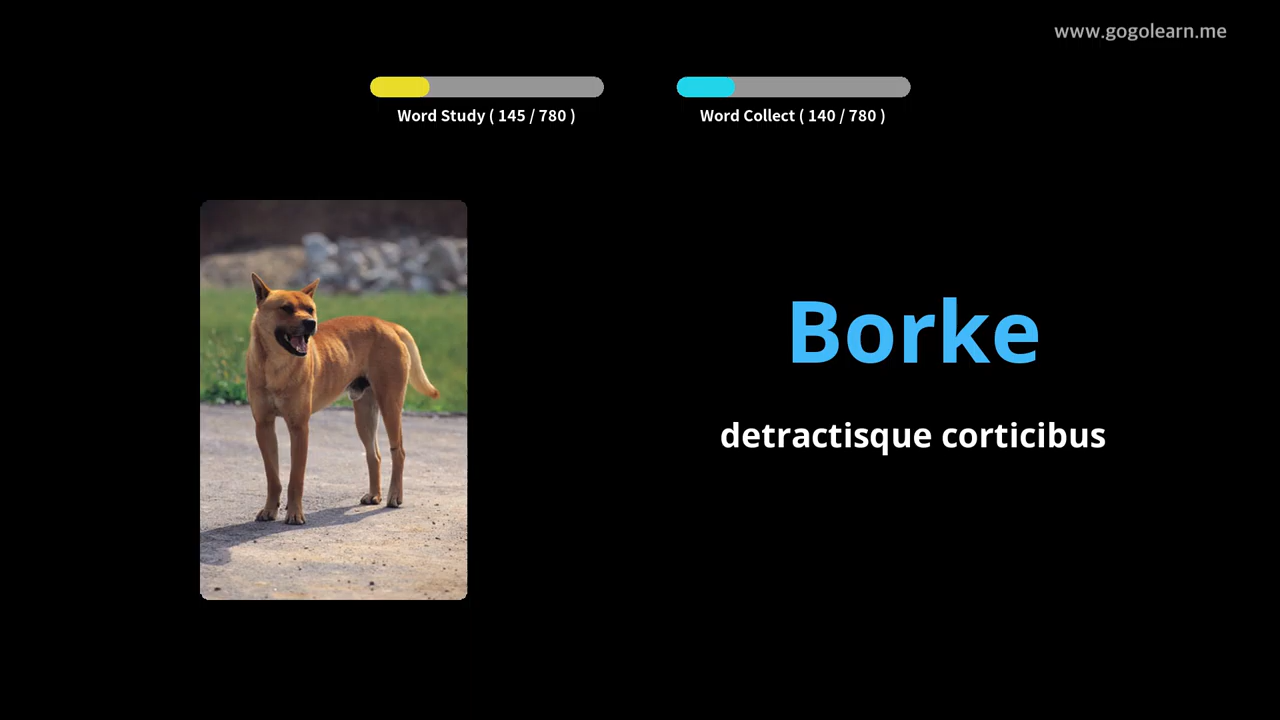 www.gogolearn.me
Word Study ( 145 / 780 )
Word Collect ( 140 / 780 )
Borke
detractisque corticibus